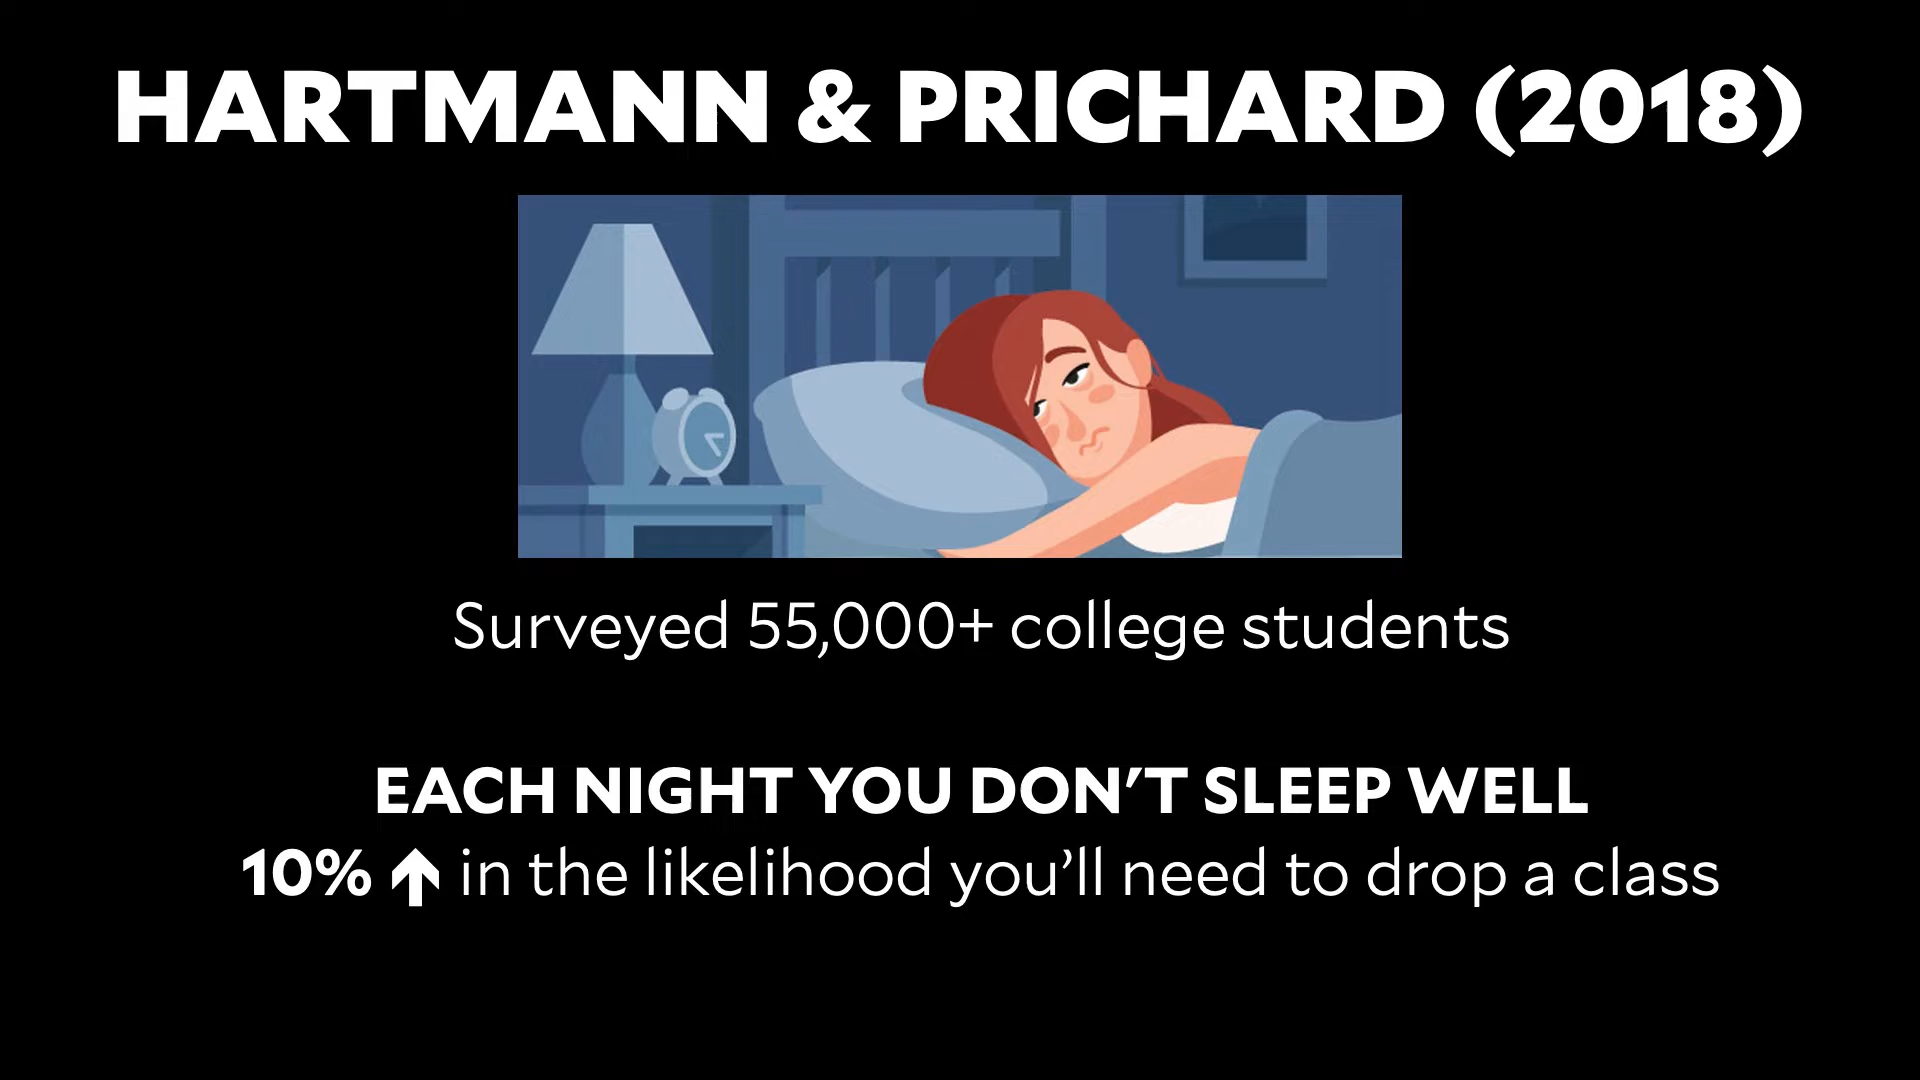 HARTMANN & PRICHARD (2018)
Surveyed 55,000+ college students
EACH NIGHT YOU DON’T SLEEP WELL
10% ↑ in the likelihood you’ll need to drop a class